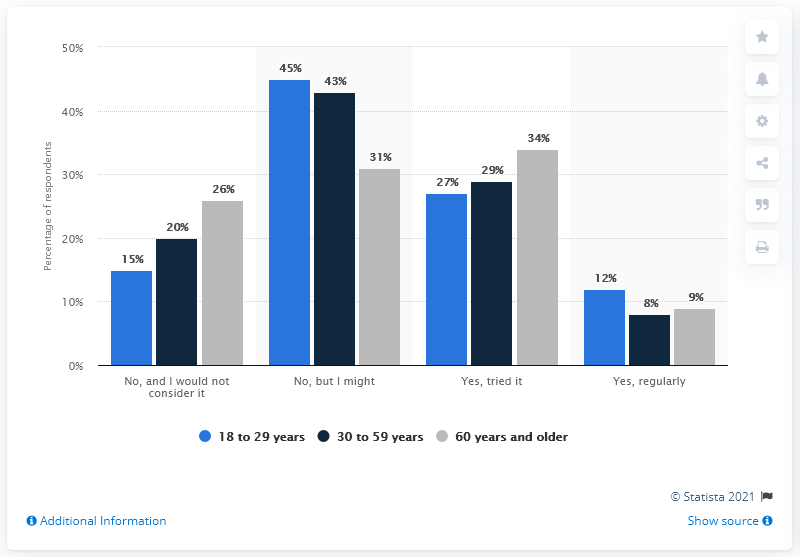 50%
40%
30%
20%
10%
0%
Percentage of respondents
15%
20%
26%
45%
43%
31%
27%
29%
34%
12%
8%
9%
No, and I would not
consider it
No, but I might
Yes, tried it
Yes, regularly
18 to 29 years
30 to 59 years
60 years and older
© Statista 2021
Additional Information
Show source